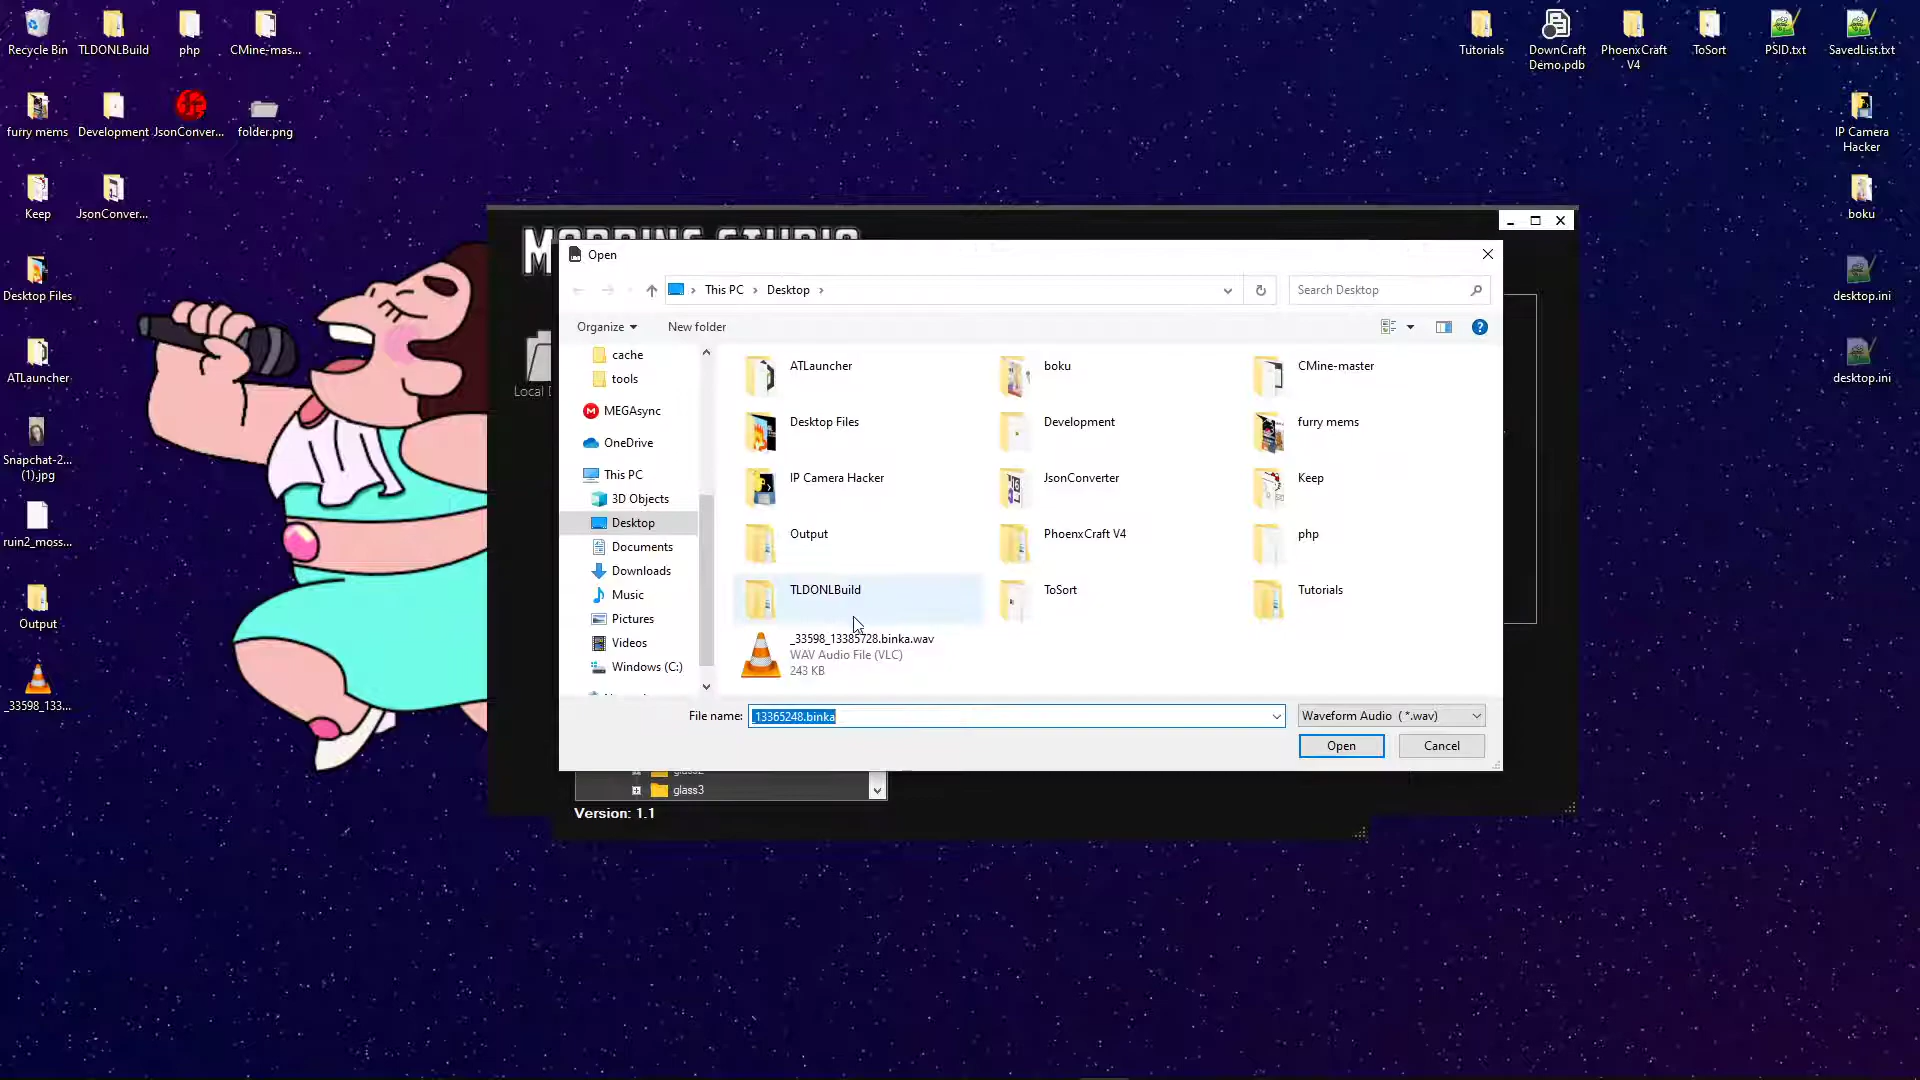 Recycle Bin
TLDONLBuild
php
CMine-mas...
Tutorials
DownCraft
Demo.pdb
PhoenxCraft
V4
ToSort
PSID.txt
SavedList.txt
furry mems
Development
JsonConver...
folder.png
IP Camera
Hacker
Keep
JsonConver...
boku
Desktop Files
desktop.ini
ATLauncher
desktop.ini
Snapchat-2...
(1).jpg
ruin2_moss...
Output
_33598_133...
MODDING STUDIO
Open
This PC
Desktop
Search Desktop
Organize
New folder
cache
tools
MEGAsync
OneDrive
This PC
3D Objects
Desktop
Documents
Downloads
Music
Pictures
Videos
Windows (C:)
ATLauncher
boku
CMine-master
Desktop Files
Development
furry mems
IP Camera Hacker
JsonConverter
Keep
Output
PhoenxCraft V4
php
TLDONLBuild
ToSort
Tutorials
_33598_13385728.binka.wav
WAV Audio File (VLC)
243 KB
File name:
_13365248.binka
Waveform Audio (*.wav)
Open
Cancel
Local
glass2
glass3
Version: 1.1